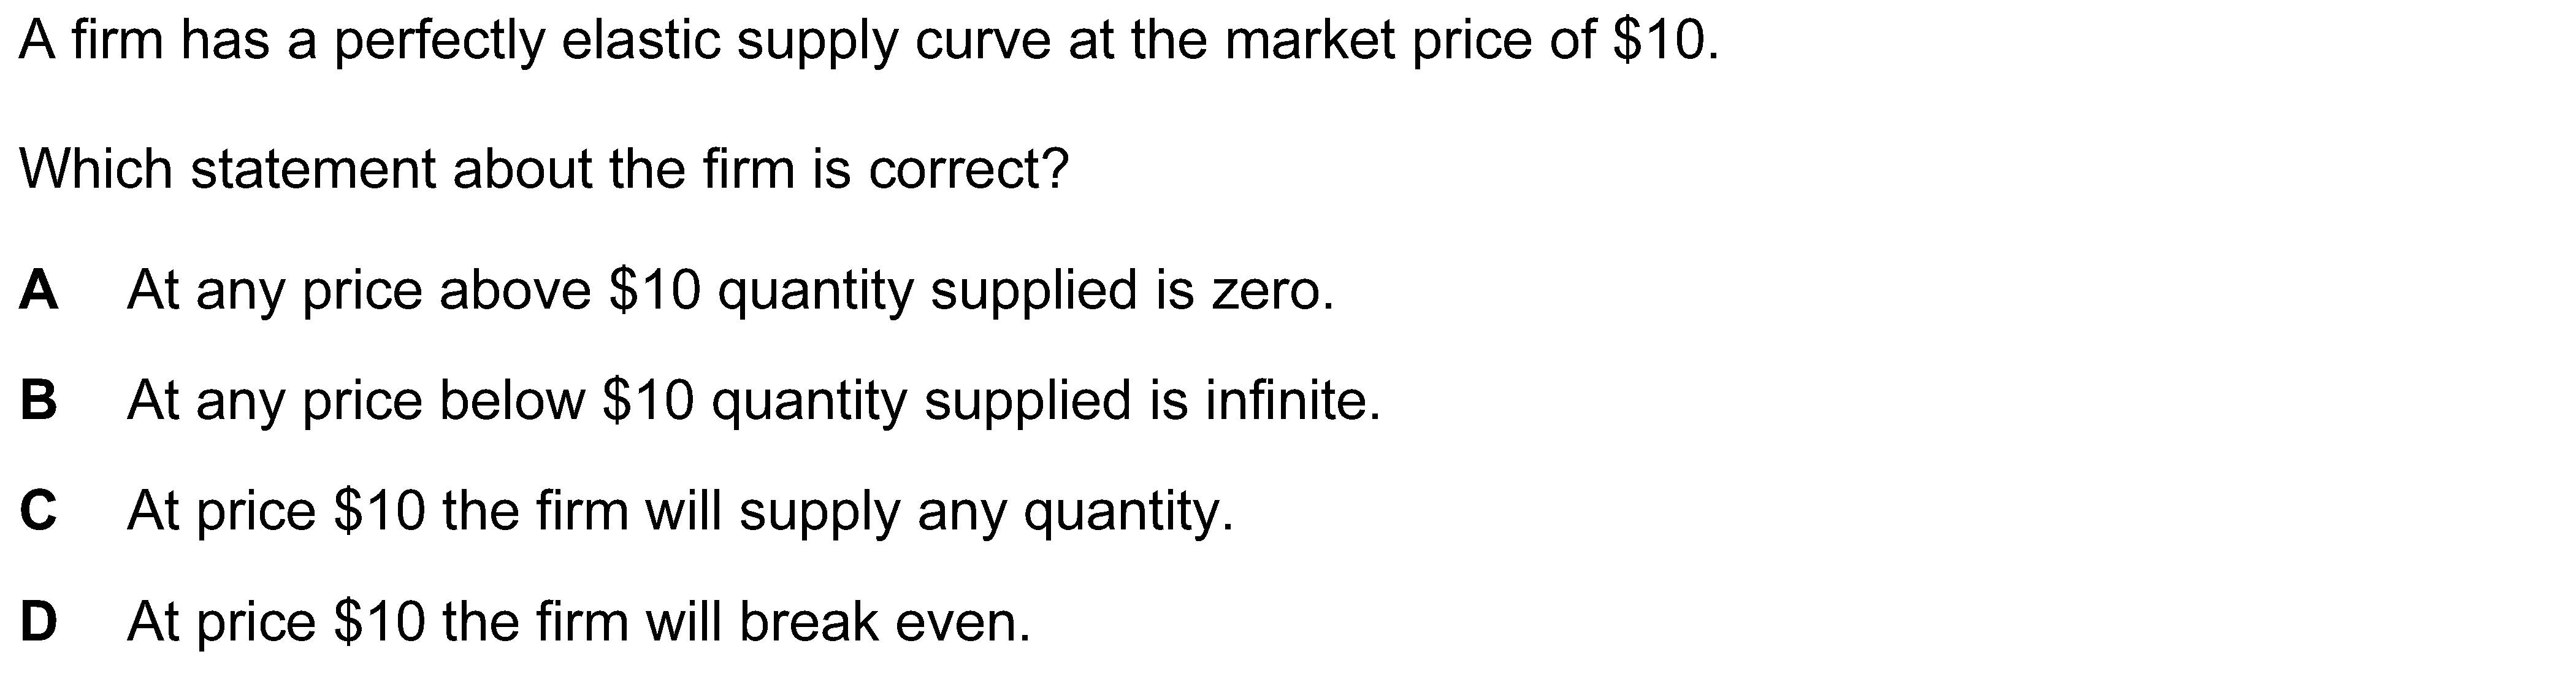 A firm has a perfectly elastic supply curve at the market price of $10.
Which statement about the firm is correct?
A At any price above $10 quantity supplied is zero.
B At any price below $10 quantity supplied is infinite.
C At price $10 the firm will supply any quantity.
D At price $10 the firm will break even.